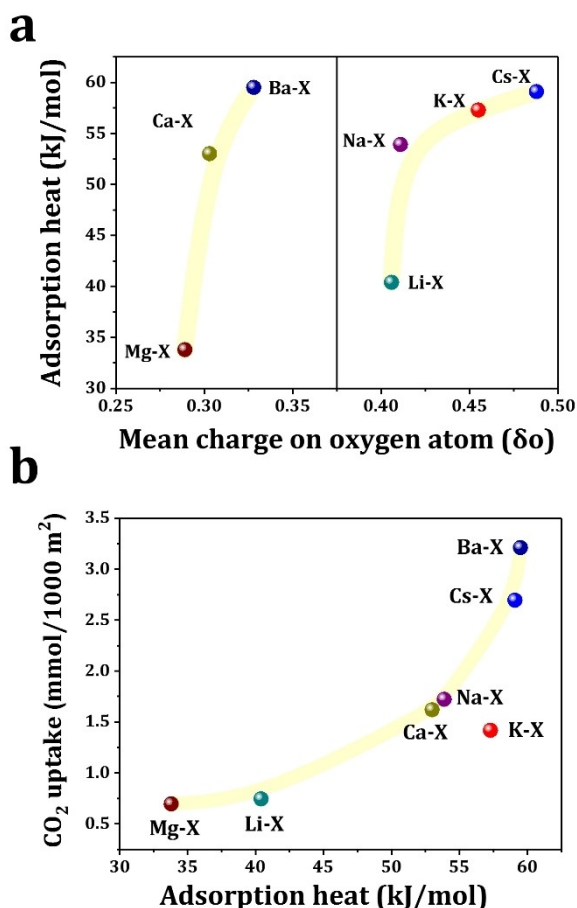 a
Adsorption heat (kJ/mol)
60
55
50
45
40
35
30
Ba-X
Ca-X
Mg-X
Cs-X
K-X
Na-X
Li-X
0.25 0.30 0.35 0.40 0.45 0.50
Mean charge on oxygen atom (δo)
b
CO₂ uptake (mmol/1000 m²)
3.5
3.0
2.5
2.0
1.5
1.0
0.5
Ba-X
Cs-X
Na-X
Ca-X
K-X
Mg-X
Li-X
30 35 40 45 50 55 60
Adsorption heat (kJ/mol)